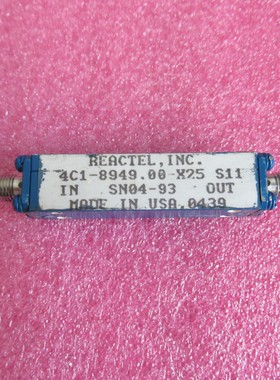 REACTEL,INC.
4C1-8949.00-X25 S11
IN SN04-93 OUT
MADE IN USA,0439